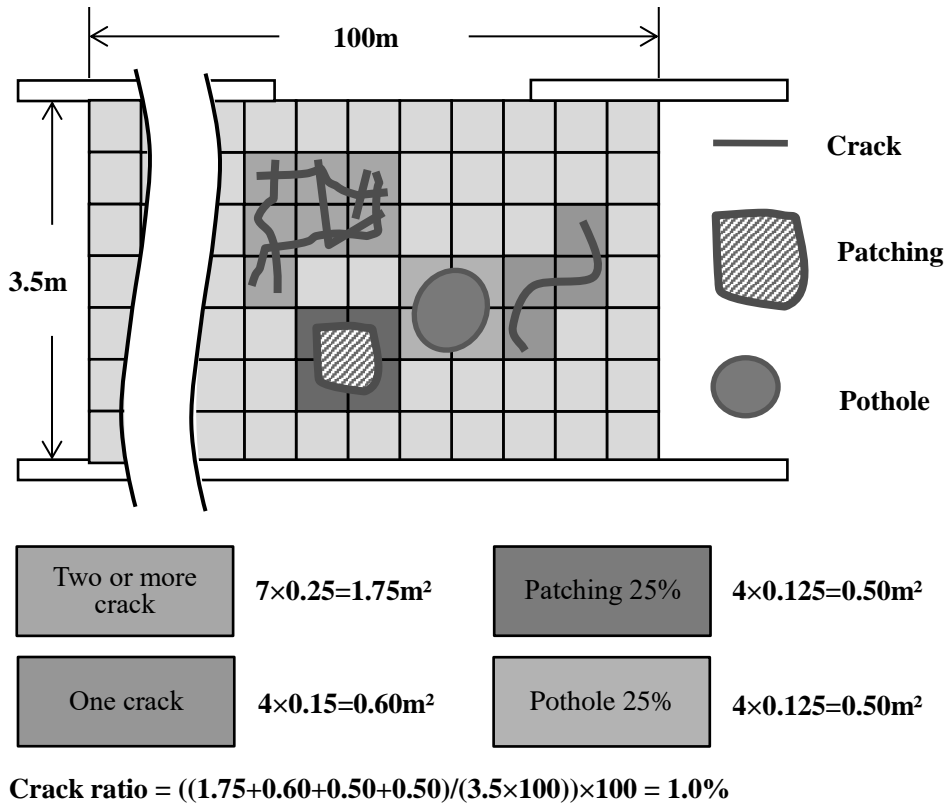 100m
Crack
Patching
3.5m
Pothole
Two or more
crack
7×0.25=1.75m²
Patching 25%
4×0.125=0.50m²
One crack
4×0.15=0.60m²
Pothole 25%
4×0.125=0.50m²
Crack ratio = ((1.75+0.60+0.50+0.50)/(3.5×100))×100 = 1.0%